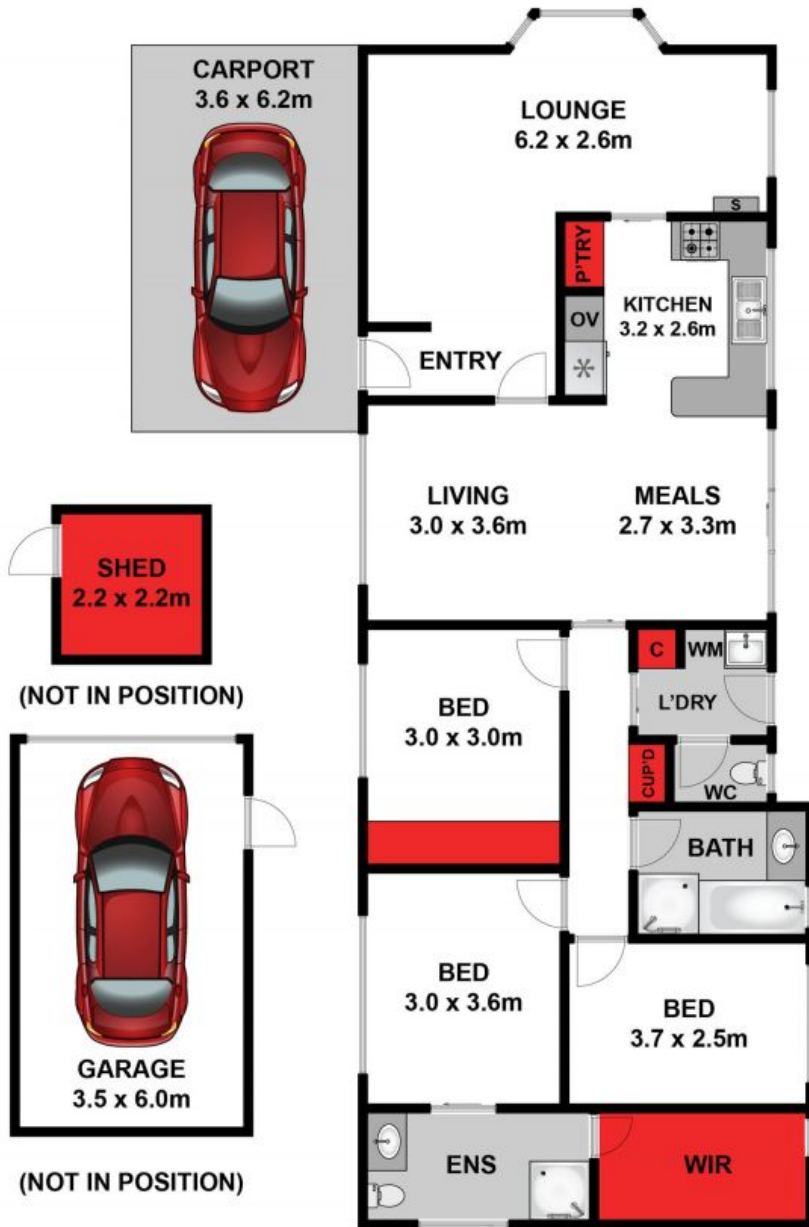 CARPORT
3.6 x 6.2m
LOUNGE
6.2 x 2.6m
S
P'TRY
KITCHEN
3.2 x 2.6m
OV
ENTRY
LIVING
3.0 x 3.6m
MEALS
2.7 x 3.3m
SHED
2.2 x 2.2m
(NOT IN POSITION)
C
WM
L'DRY
BED
3.0 x 3.0m
CUP'D
WC
BATH
BED
3.0 x 3.6m
BED
3.7 x 2.5m
GARAGE
3.5 x 6.0m
(NOT IN POSITION)
ENS
WIR